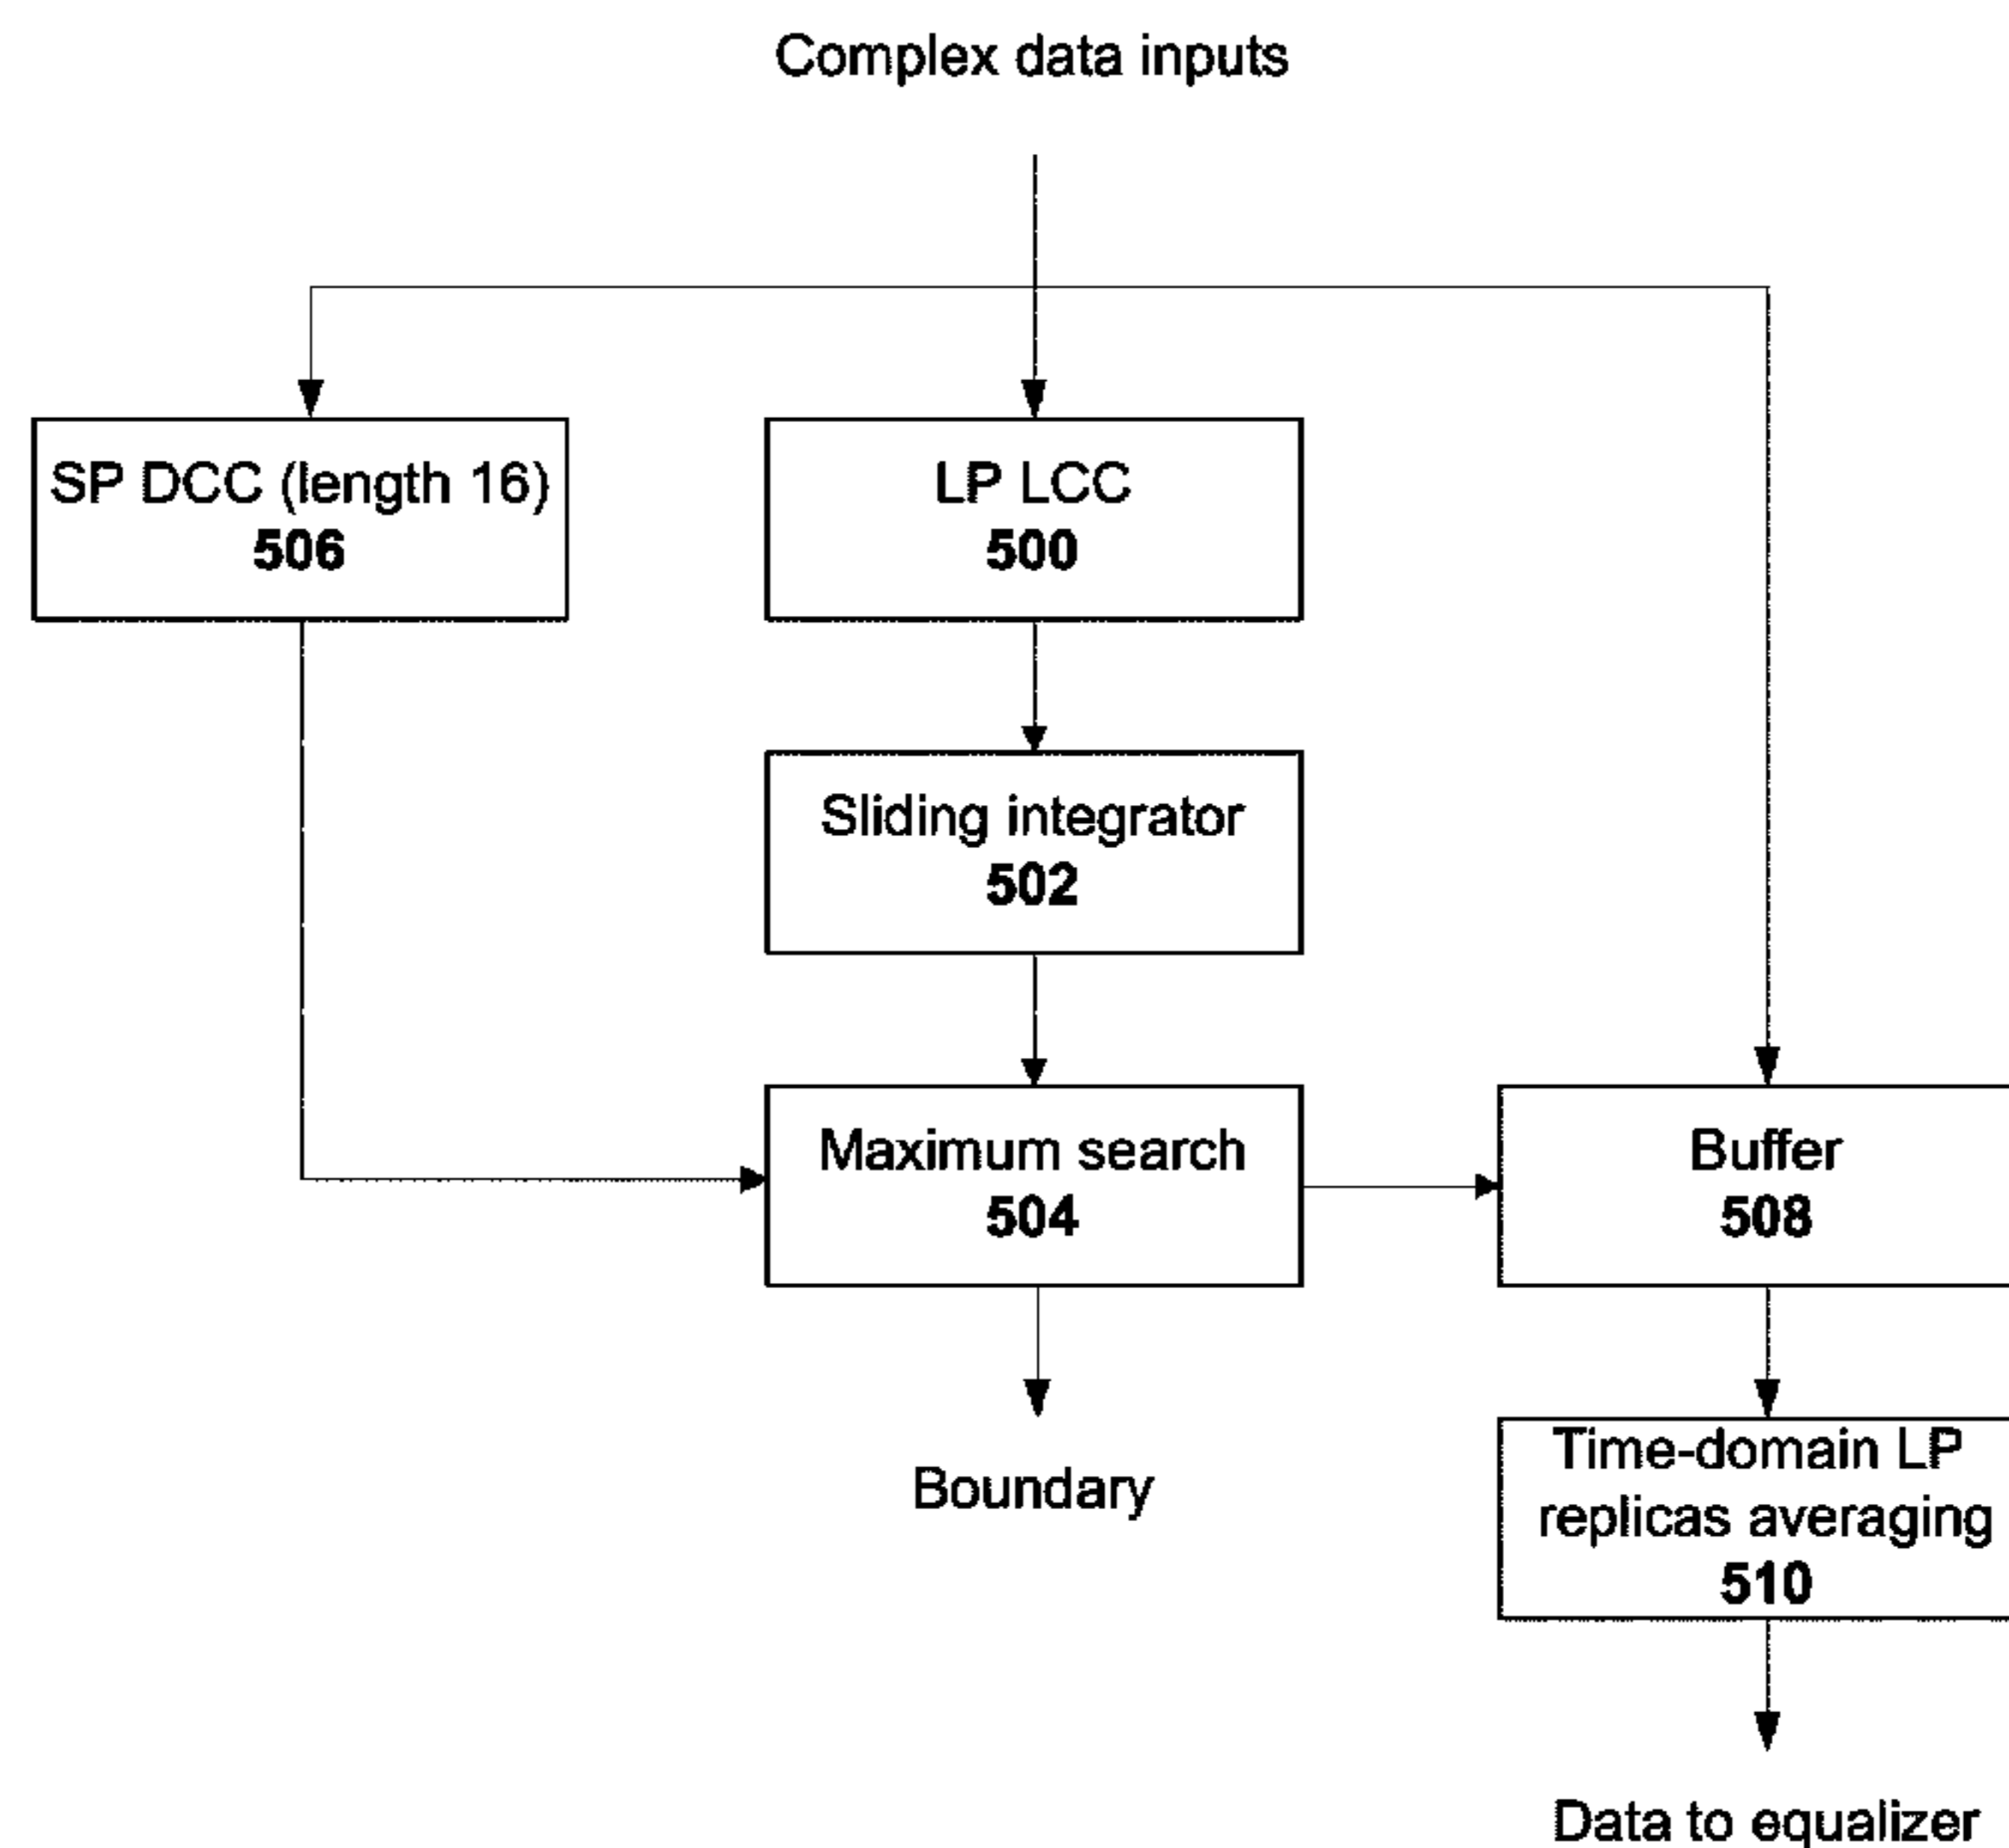 Complex data inputs
SP DCC (length 16)
506
LP LCC
500
Sliding integrator
502
Maximum search
504
Buffer
508
Boundary
Time-domain LP
replicas averaging
510
Data to equalizer